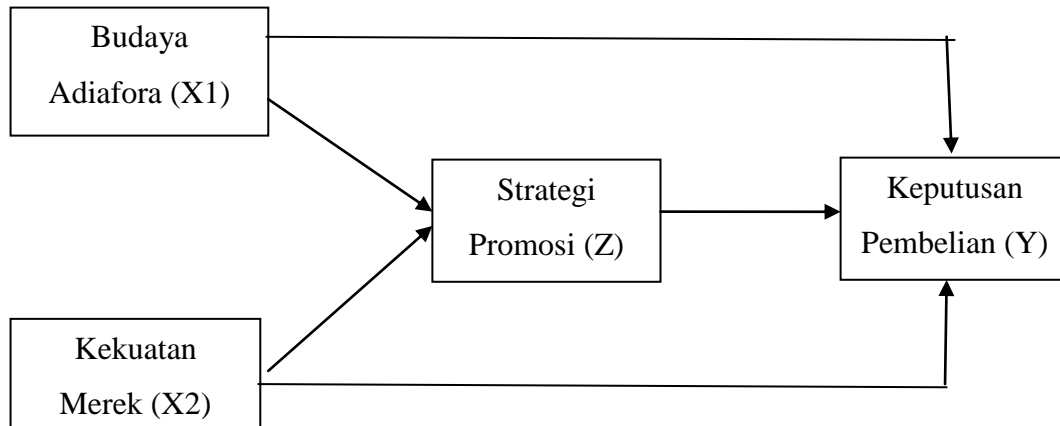 Budaya
Adiafora (X1)
Strategi
Promosi (Z)
Keputusan
Pembelian (Y)
Kekuatan
Merek (X2)